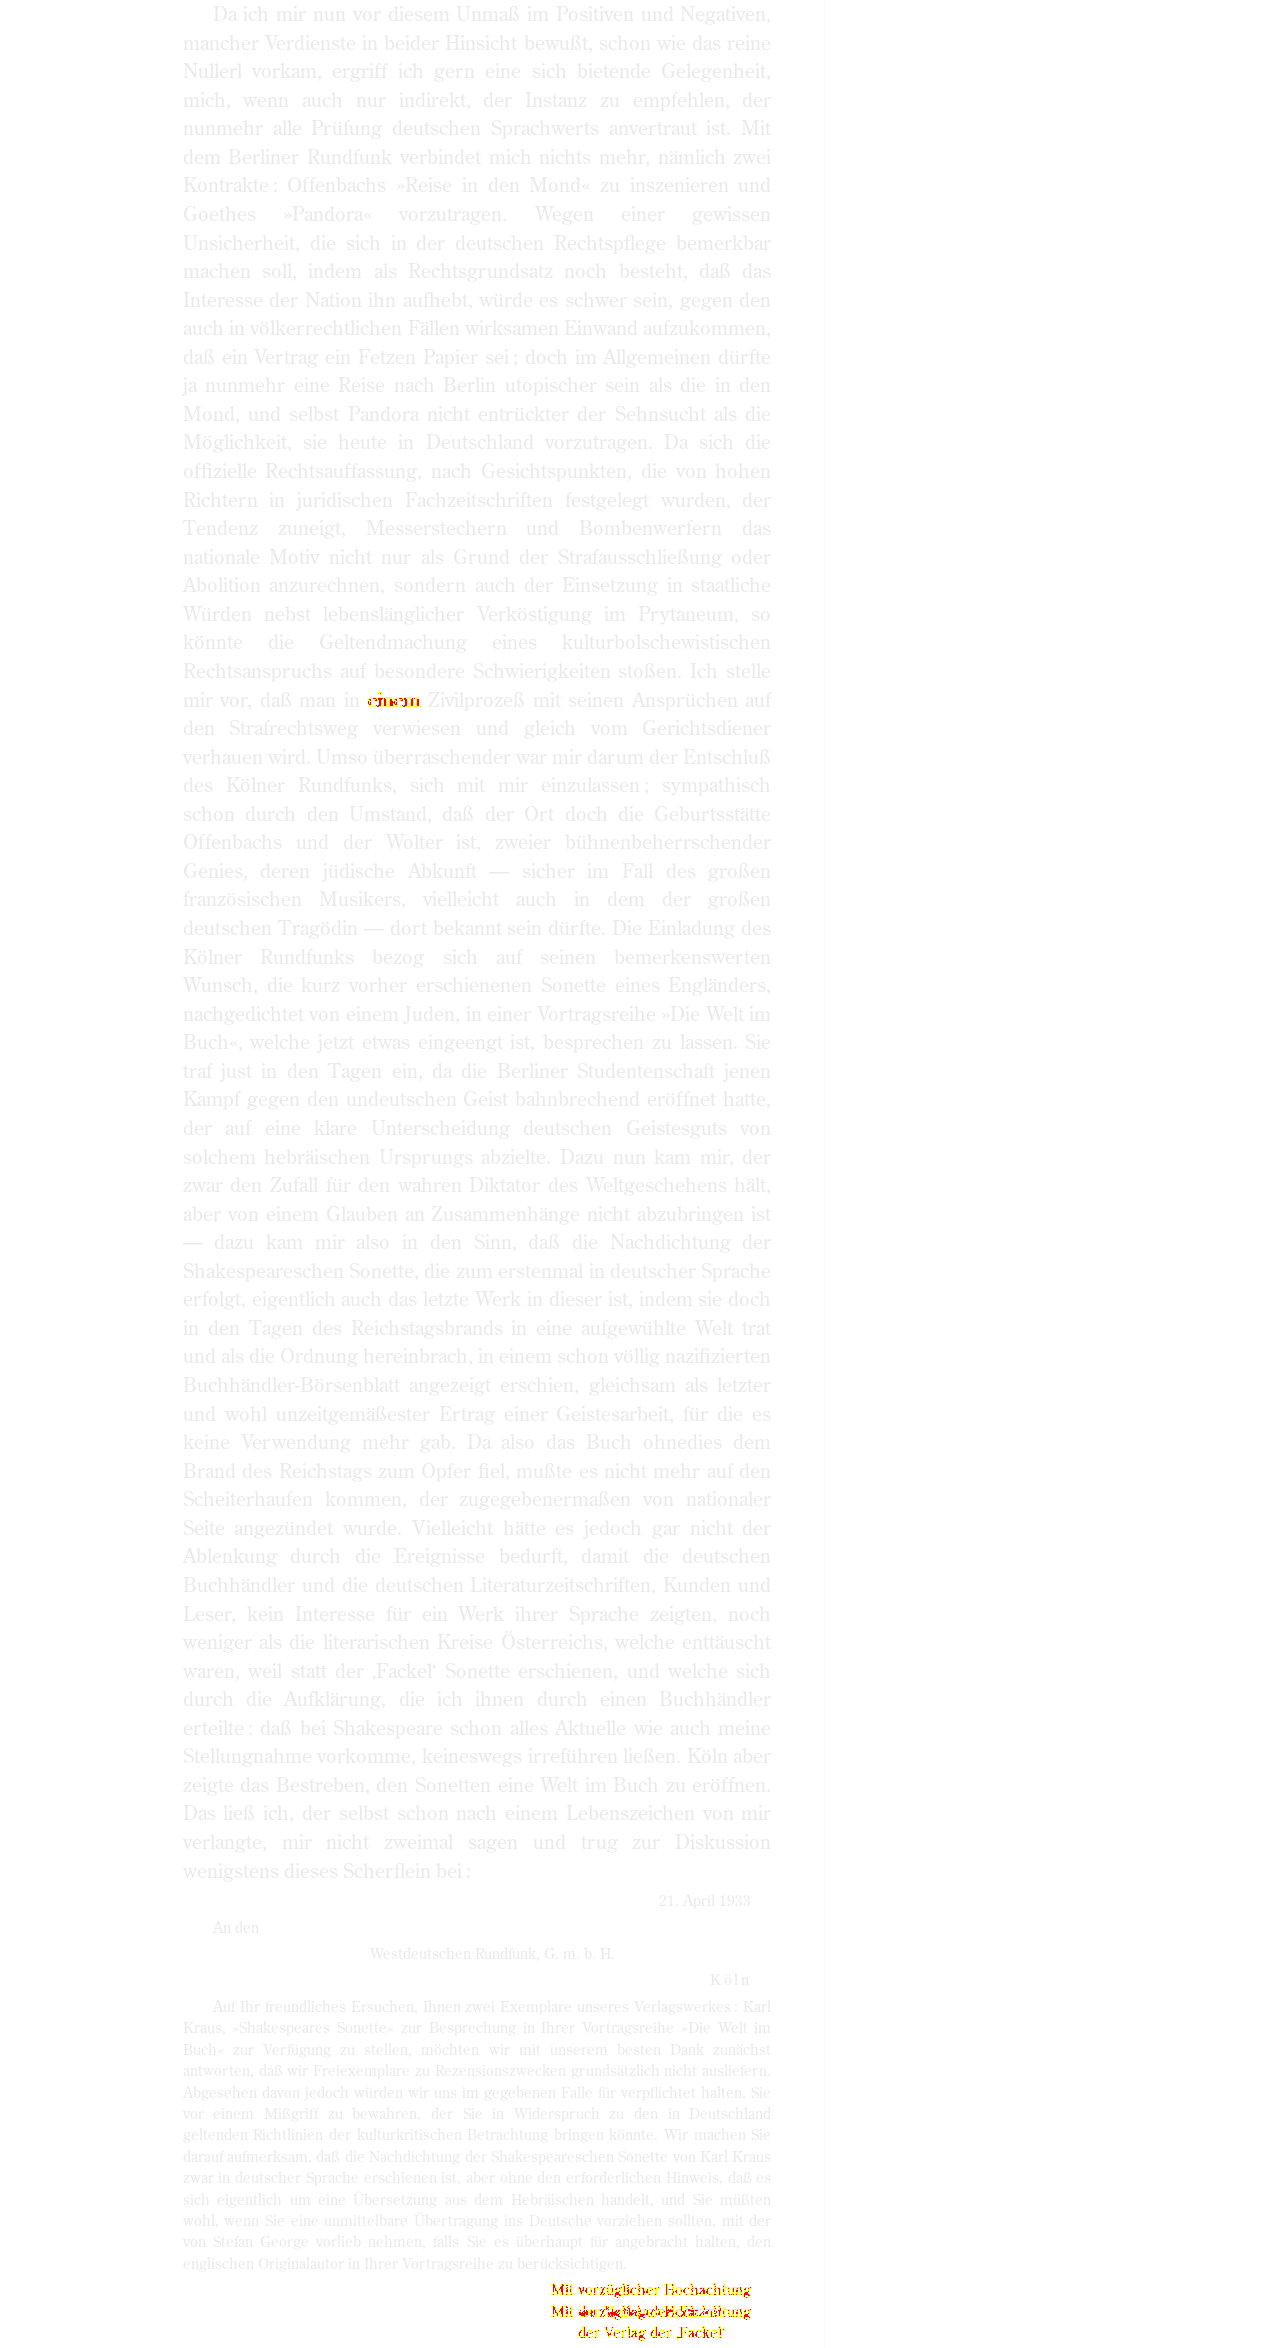 Da ich mir nun vor diesem Unmaß im Positiven und Negativen,
mancher Verdienste in beider Hinsicht bewußt, schon wie das reine
Nullerl vorkam, ergriff ich gern eine sich bietende Gelegenheit,
mich, wenn auch nur indirekt, der Instanz zu empfehlen, der
nunmehr alle Prüfung deutschen Sprachwerts anvertraut ist. Mit
dem Berliner Rundfunk verbindet mich nichts mehr, nämlich zwei
Kontrakte : Offenbachs »Reise in den Mond« zu inszenieren und
Goethes »Pandora« vorzutragen. Wegen einer gewissen
Unsicherheit, die sich in der deutschen Rechtspflege bemerkbar
machen soll, indem als Rechtsgrundsatz noch besteht, daß das
Interesse der Nation ihn aufhebt, würde es schwer sein, gegen den
auch in völkerrechtlichen Fällen wirksamen Einwand aufzukommen,
daß ein Vertrag ein Fetzen Papier sei ; doch im Allgemeinen dürfte
ja nunmehr eine Reise nach Berlin utopischer sein als die in den
Mond, und selbst Pandora nicht entrückter der Sehnsucht als die
Möglichkeit, sie heute in Deutschland vorzutragen. Da sich die
offizielle Rechtsauffassung, nach Gesichtspunkten, die von hohen
Richtern in juridischen Fachzeitschriften festgelegt wurden, der
Tendenz zuneigt, Messerstechern und Bombenwerfern das
nationale Motiv nicht nur als Grund der Strafausschließung oder
Abolition anzurechnen, sondern auch der Einsetzung in staatliche
Würden nebst lebenslänglicher Verköstigung im Prytaneum, so
könnte die Geltendmachung eines kulturbolschewistischen
Rechtsanspruchs auf besondere Schwierigkeiten stoßen. Ich stelle
mir vor, daß man in Zivilprozeß mit seinen Ansprüchen auf
den Strafrechtsweg verwiesen und gleich vom Gerichtsdiener
verhauen wird. Umso überraschender war mir darum der Entschluß
des Kölner Rundfunks, sich mit mir einzulassen ; sympathisch
schon durch den Umstand, daß der Ort doch die Geburtsstätte
Offenbachs und der Wolter ist, zweier bühnenbeherrschender
Genies, deren jüdische Abkunft — sicher im Fall des großen
französischen Musikers, vielleicht auch in dem der großen
deutschen Tragödin — dort bekannt sein dürfte. Die Einladung des
Kölner Rundfunks bezog sich auf seinen bemerkenswerten
Wunsch, die kurz vorher erschienenen Sonette eines Engländers,
nachgedichtet von einem Juden, in einer Vortragsreihe »Die Welt im
Buch«, welche jetzt etwas eingeengt ist, besprechen zu lassen. Sie
traf just in den Tagen ein, da die Berliner Studentenschaft jenen
Kampf gegen den undeutschen Geist bahnbrechend eröffnet hatte,
der auf eine klare Unterscheidung deutschen Geistesguts von
solchem hebräischen Ursprungs abzielte. Dazu nun kam mir, der
zwar den Zufall für den wahren Diktator des Weltgeschehens hält,
aber von einem Glauben an Zusammenhänge nicht abzubringen ist
— dazu kam mir also in den Sinn, daß die Nachdichtung der
Shakespeareschen Sonette, die zum erstenmal in deutscher Sprache
erfolgt, eigentlich auch das letzte Werk in dieser ist, indem sie doch
in den Tagen des Reichstagsbrands in eine aufgewühlte Welt trat
und als die Ordnung hereinbrach, in einem schon völlig nazifizierten
Buchhändler-Börsenblatt angezeigt erschien, gleichsam als letzter
und wohl unzeitgemäßester Ertrag einer Geistesarbeit, für die es
keine Verwendung mehr gab. Da also das Buch ohnedies dem
Brand des Reichstags zum Opfer fiel, mußte es nicht mehr auf den
Scheiterhaufen kommen, der zugegebenermaßen von nationaler
Seite angezündet wurde. Vielleicht hätte es jedoch gar nicht der
Ablenkung durch die Ereignisse bedurft, damit die deutschen
Buchhändler und die deutschen Literaturzeitschriften, Kunden und
Leser, kein Interesse für ein Werk ihrer Sprache zeigten, noch
weniger als die literarischen Kreise Österreichs, welche enttäuscht
waren, weil statt der ‚Fackel‘ Sonette erschienen, und welche sich
durch die Aufklärung, die ich ihnen durch einen Buchhändler
erteilte : daß bei Shakespeare schon alles Aktuelle wie auch meine
Stellungnahme vorkomme, keineswegs irreführen ließen. Köln aber
zeigte das Bestreben, den Sonetten eine Welt im Buch zu eröffnen.
Das ließ ich, der selbst schon nach einem Lebenszeichen von mir
verlangte, mir nicht zweimal sagen und trug zur Diskussion
wenigstens dieses Scherflein bei :
21. April 1933
An den
Westdeutschen Rundfunk, G. m. b. H.
Köln
Auf Ihr freundliches Ersuchen, Ihnen zwei Exemplare unseres Verlagswerkes : Karl
Kraus, »Shakespeares Sonette« zur Besprechung in Ihrer Vortragsreihe »Die Welt im
Buch« zur Verfügung zu stellen, möchten wir mit unserem besten Dank zunächst
antworten, daß wir Freiexemplare zu Rezensionszwecken grundsätzlich nicht ausliefern.
Abgesehen davon jedoch würden wir uns im gegebenen Falle für verpflichtet halten, Sie
vor einem Mißgriff zu bewahren, der Sie in Widerspruch zu den in Deutschland
geltenden Richtlinien der kulturkritischen Betrachtung bringen könnte. Wir machen Sie
darauf aufmerksam, daß die Nachdichtung der Shakespeareschen Sonette von Karl Kraus
zwar in deutscher Sprache erschienen ist, aber ohne den erforderlichen Hinweis, daß es
sich eigentlich um eine Übersetzung aus dem Hebräischen handelt, und Sie müßten
wohl, wenn Sie eine unmittelbare Übertragung ins Deutsche vorziehen sollten, mit der
von Stefan George vorlieb nehmen, falls Sie es überhaupt für angebracht halten, den
englischen Originalautor in Ihrer Vortragsreihe zu berücksichtigen.
Mit vorzüglicher Hochachtung
der Verlag der ‚Fackel‘